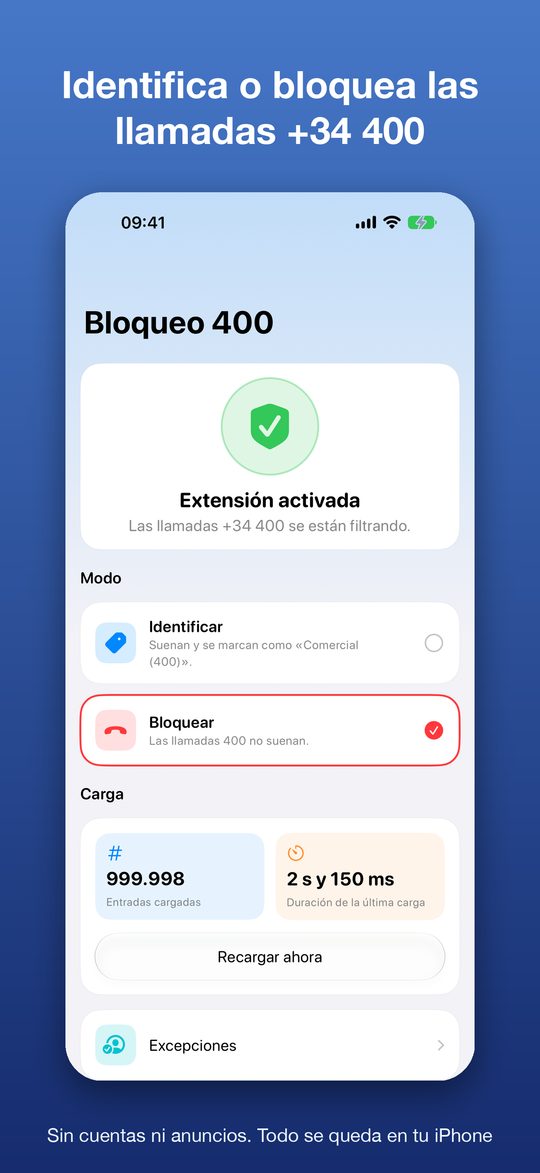 Identifica o bloquea las
llamadas +34 400
09:41
Bloqueo 400
Extensión activada
Las llamadas +34 400 se están filtrando.
Modo
Identificar
Suenan y se marcan como «Comercial
(400)».
Bloquear
Las llamadas 400 no suenan.
Carga
999.998
Entradas cargadas
2 s y 150 ms
Duración de la última carga
Recargar ahora
Excepciones
Sin cuentas ni anuncios. Todo se queda en tu iPhone